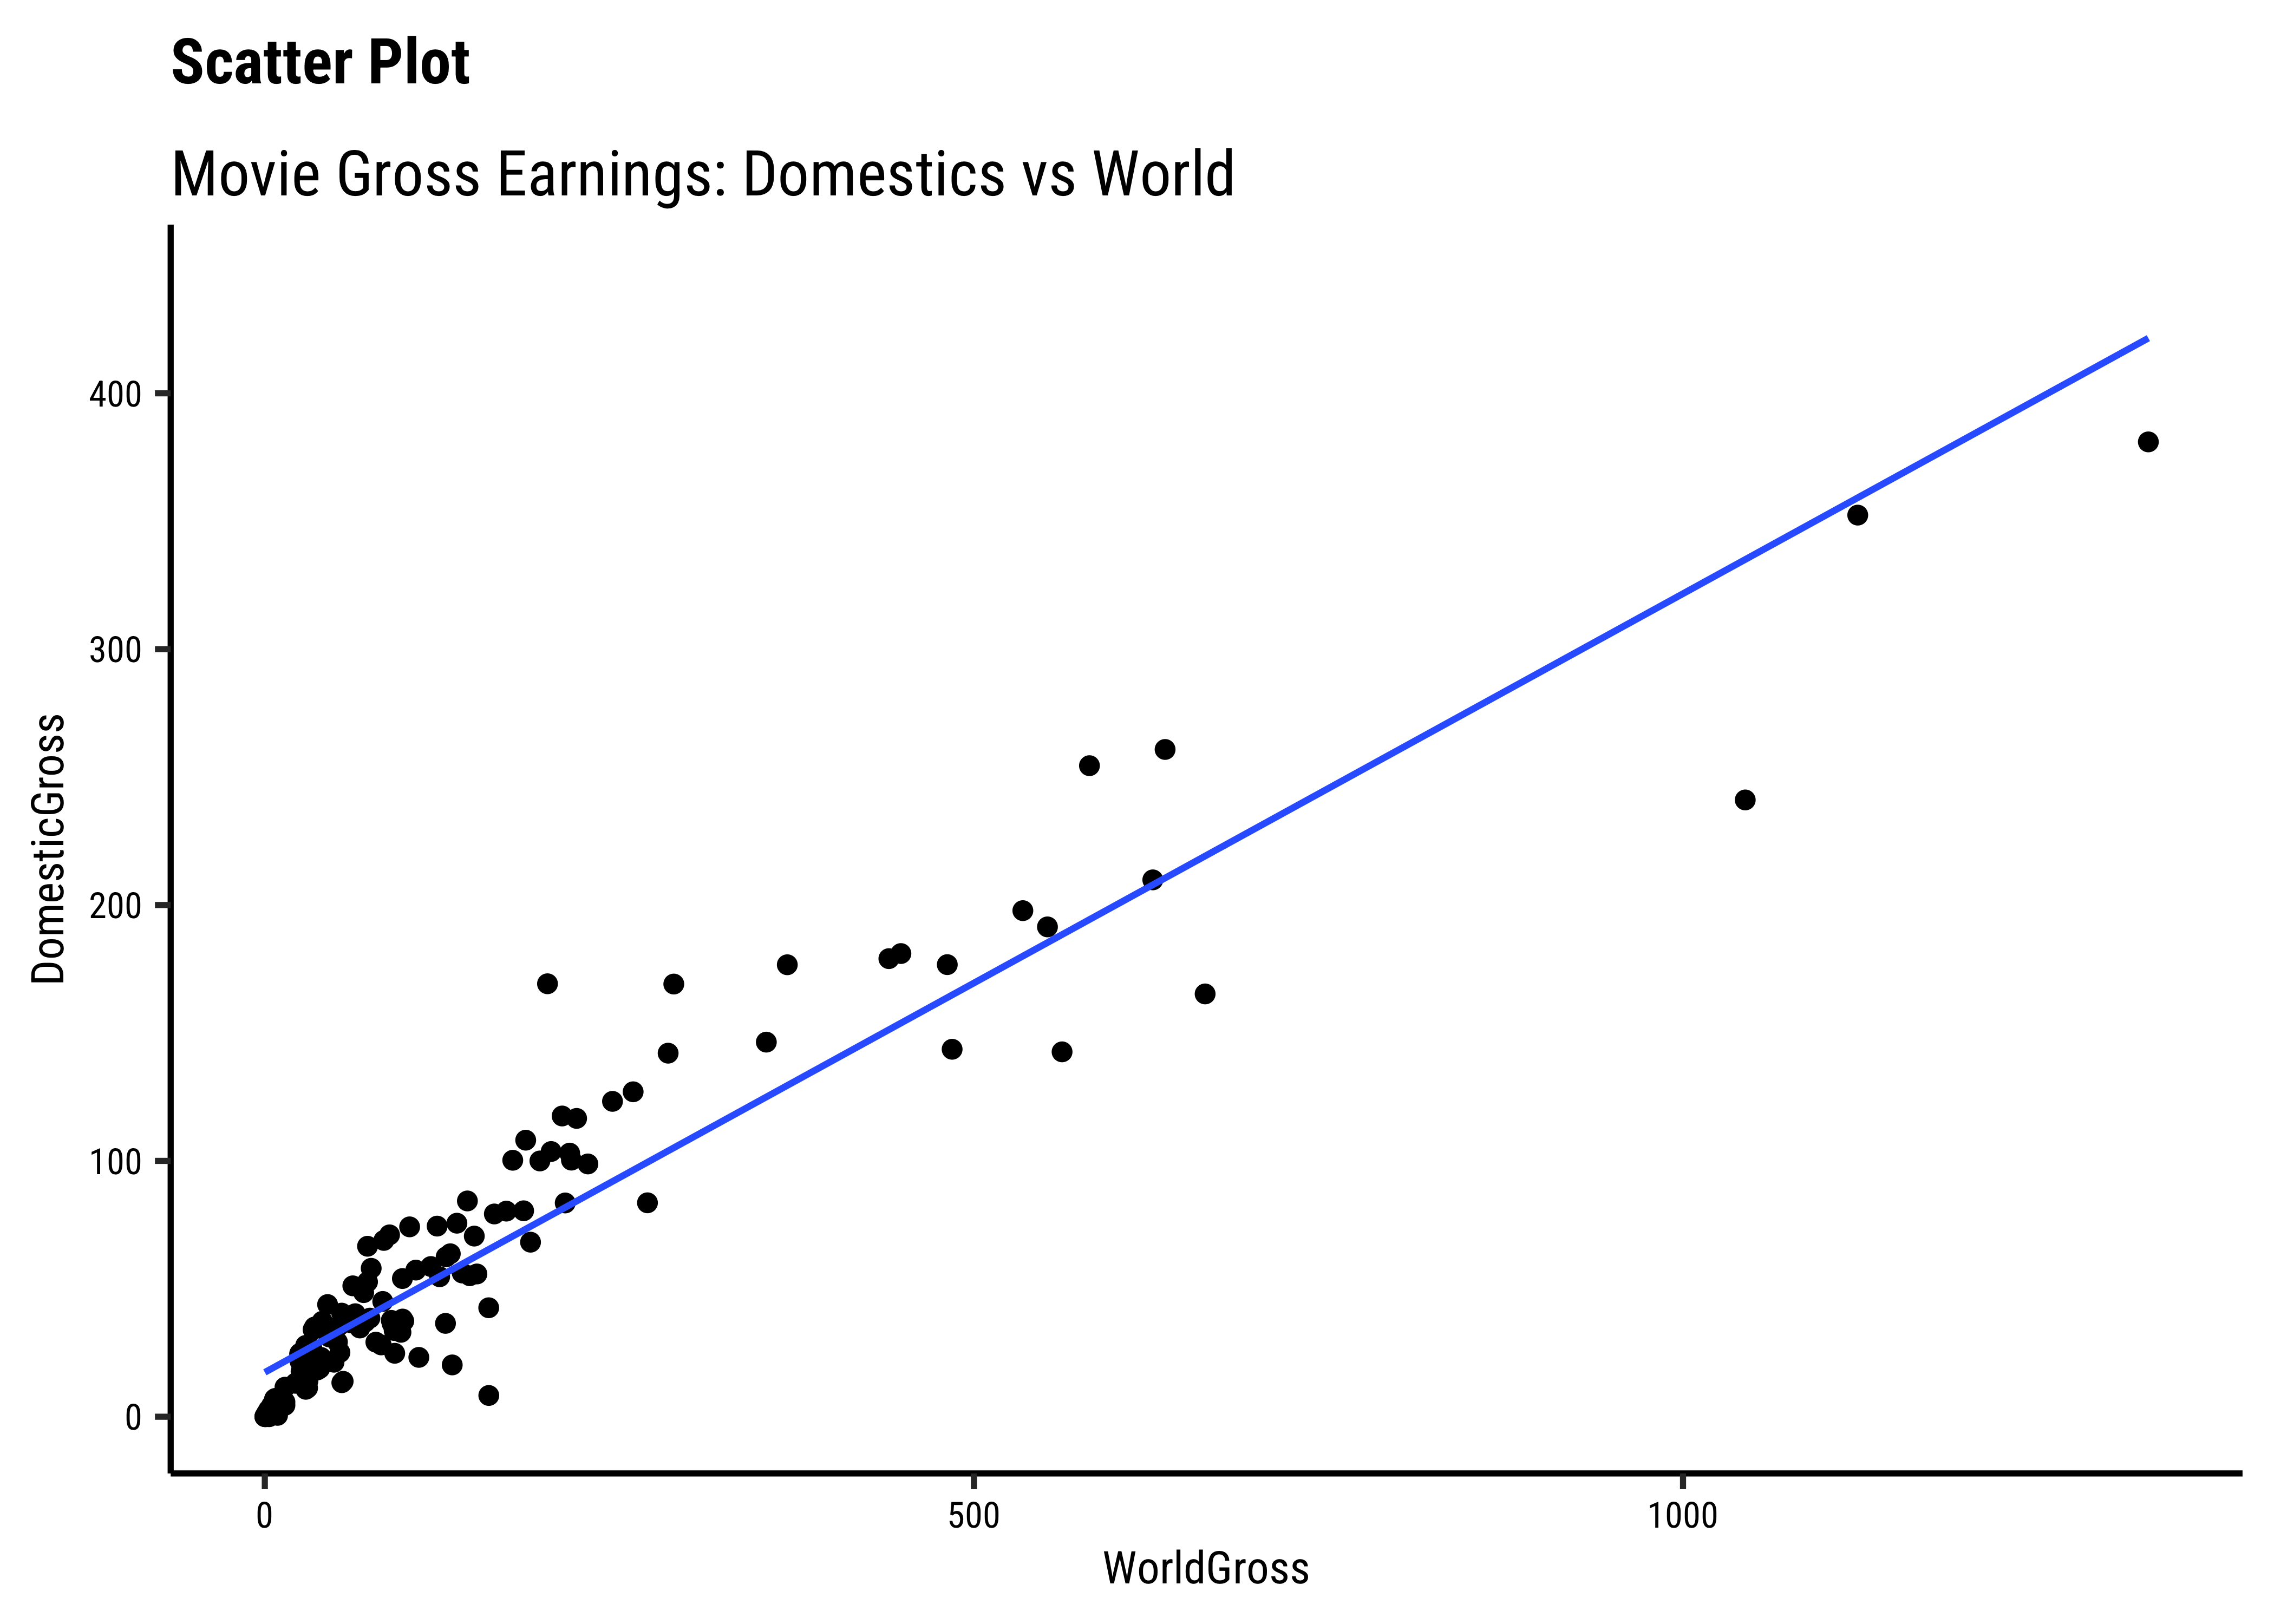 Scatter Plot
Movie Gross Earnings: Domestics vs World
DomesticGross
400
300
200
100
0
0
500
1000
WorldGross